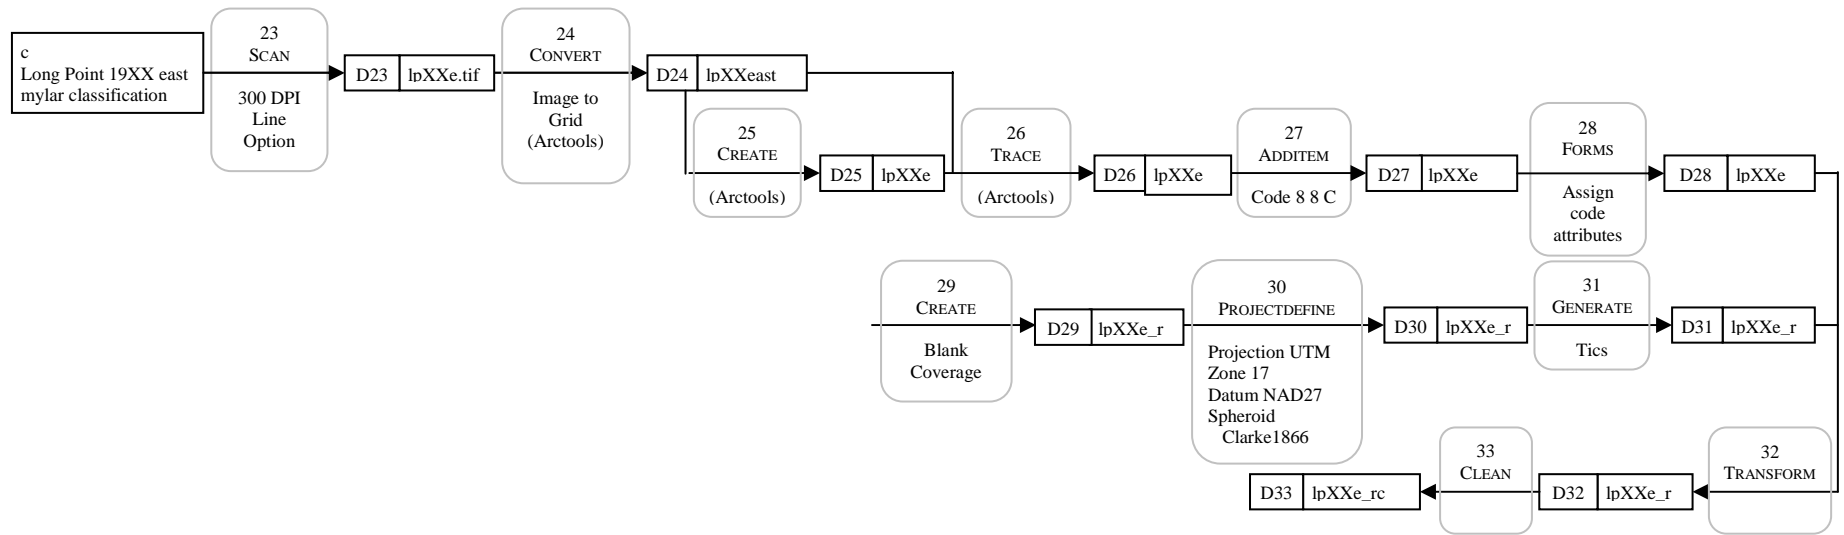 c
Long Point 19XX east
mylar classification
23
SCAN
300 DPI
Line
Option
D23 lpXXe.tif
24
CONVERT
Image to
Grid
(Arctools)
D24 lpXXeast
25
CREATE
(Arctools)
D25 lpXXe
26
TRACE
(Arctools)
D26 lpXXe
27
ADDITEM
Code 8 8 C
D27 lpXXe
28
FORMS
Assign
code
attributes
D28 lpXXe
29
CREATE
Blank
Coverage
D29 lpXXe_r
30
PROJECTDEFINE
Projection UTM
Zone 17
Datum NAD27
Spheroid
Clarke1866
D30 lpXXe_r
31
GENERATE
Tics
D31 lpXXe_r
32
TRANSFORM
D32 lpXXe_r
33
CLEAN
D33 lpXXe_rc